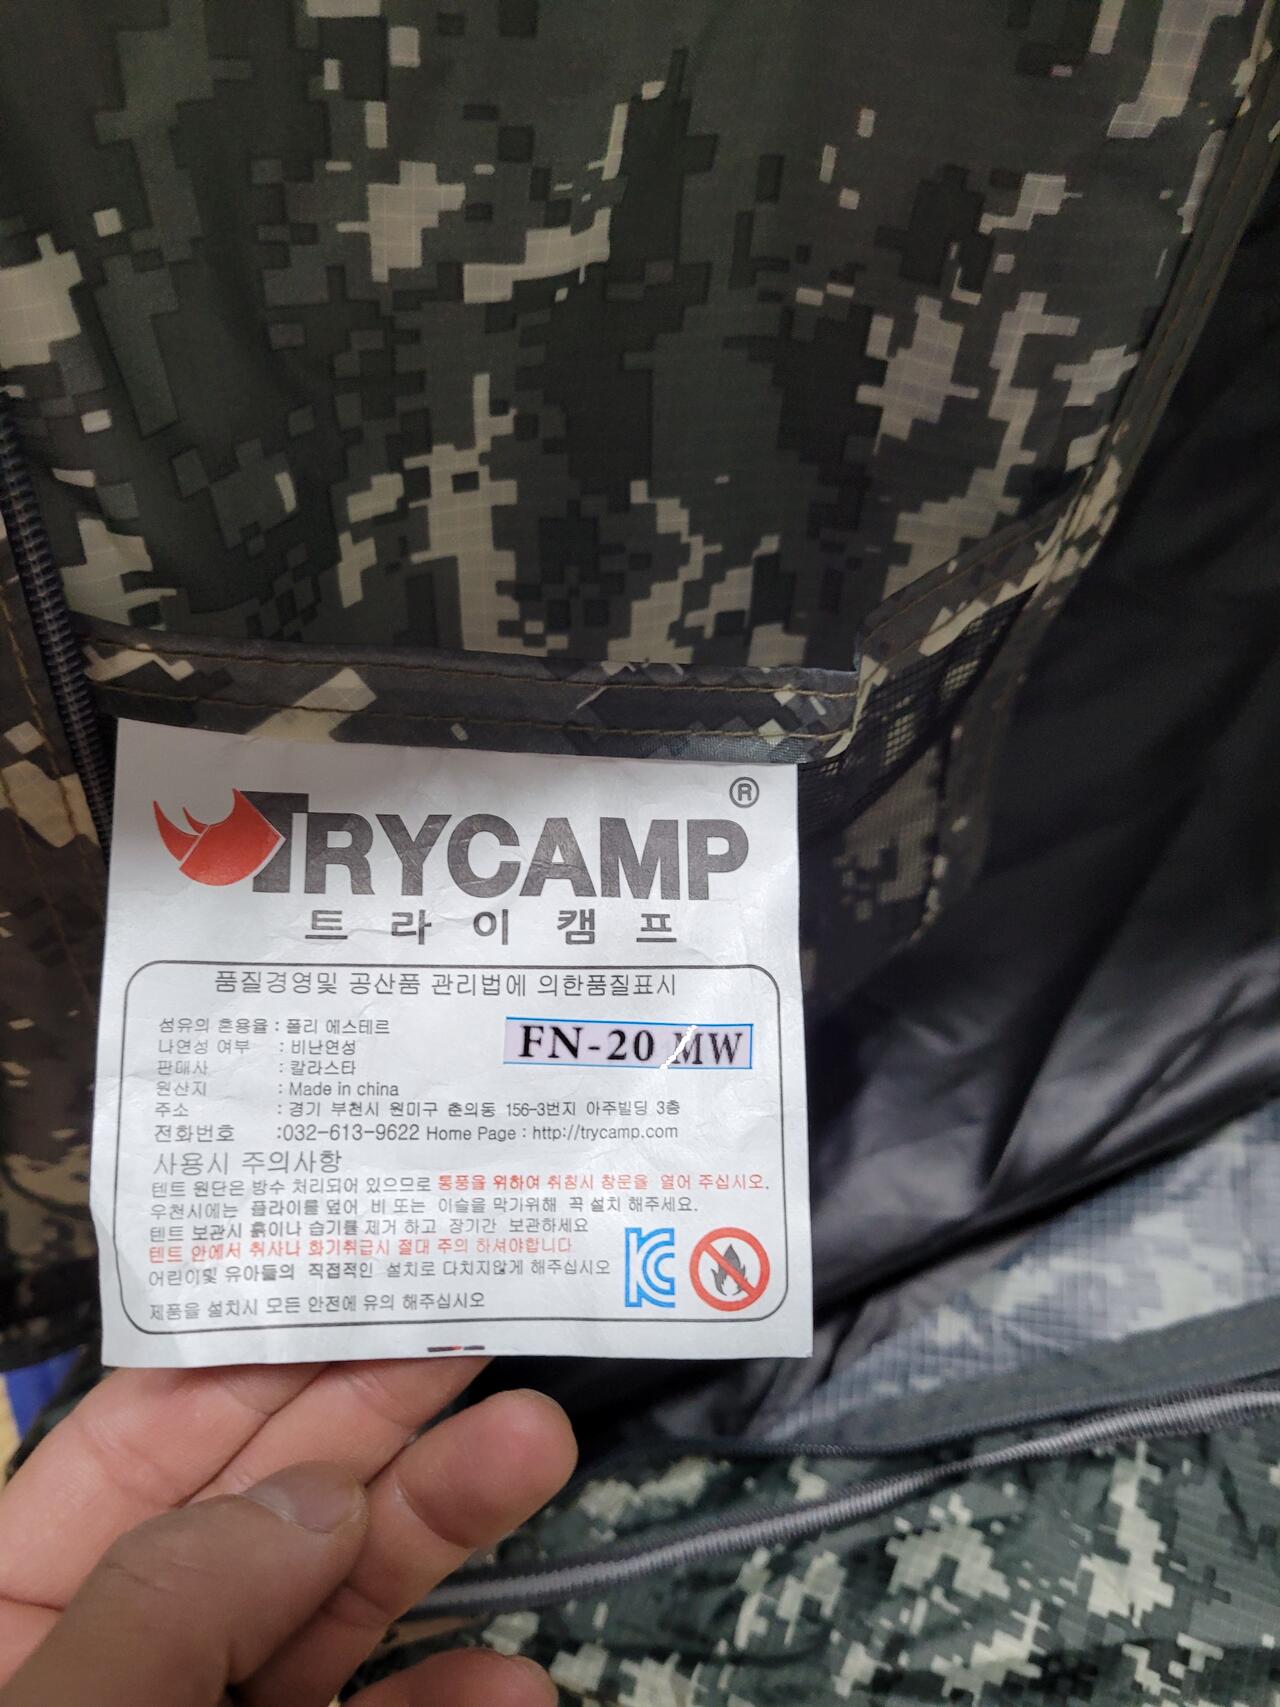 TRYCAMP ®
트라이캠프
품질경영및 공산품 관리법에 의한품질표시
섬유의 혼용율 : 폴리 에스테르
FN-20 MW
나연성 여부 : 비난연성
판매사 : 칼라스타
원산지 : Made in china
주소 : 경기 부천시 원미구 춘의동 156-3번지 아주빌딩 3층
전화번호 :032-613-9622 Home Page : http://trycamp.com
사용시 주의사항
텐트 원단은 방수 처리되어 있으므로 통풍을 위하여 취침시 창문을 열어 주십시오.
우천시에는 플라이를 덮어 비 또는 이슬을 막기위해 꼭 설치 해주세요.
텐트 보관시 흙이나 습기를 제거 하고 장기간 보관하세요
텐트 안에서 취사나 화기취급시 절대 주의 하셔야합니다
어린이및 유아들의 직접적인 설치로 다치지않게 해주십시오
제품을 설치시 모든 안전에 유의 해주십시오
KC